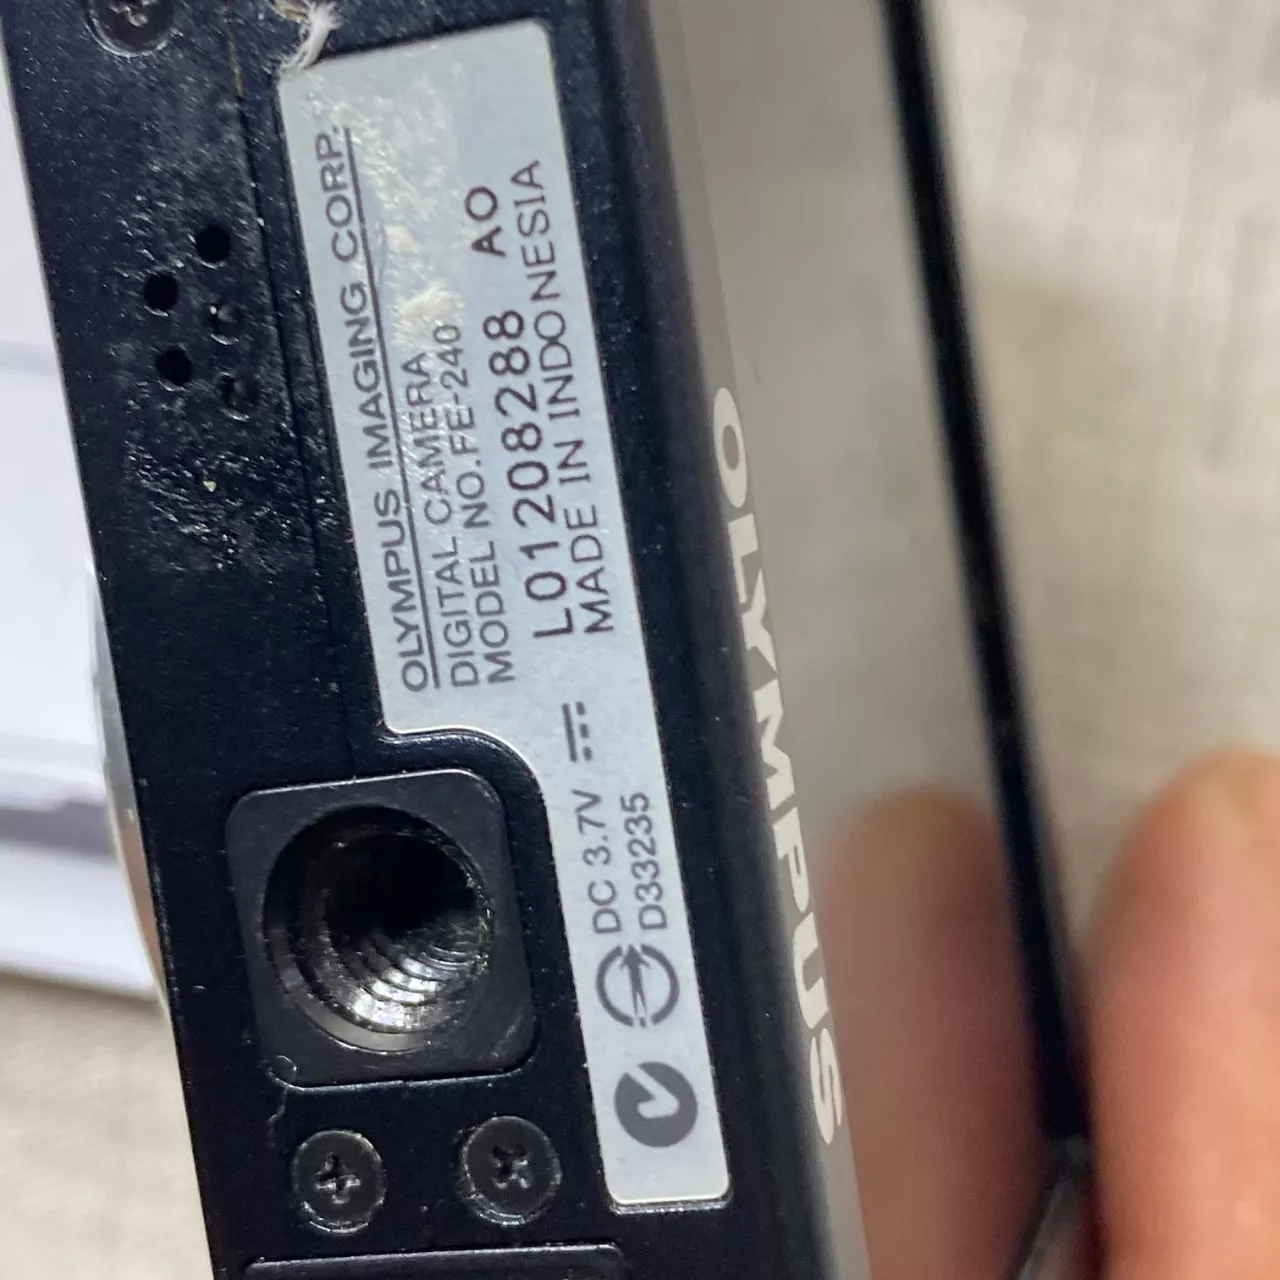 OLYMPUS IMAGING CORP.
DIGITAL CAMERA
MODEL NO.FE-240
L01208288 AO
MADE IN INDONESIA
DC 3.7V
D33235
OLYMPUS